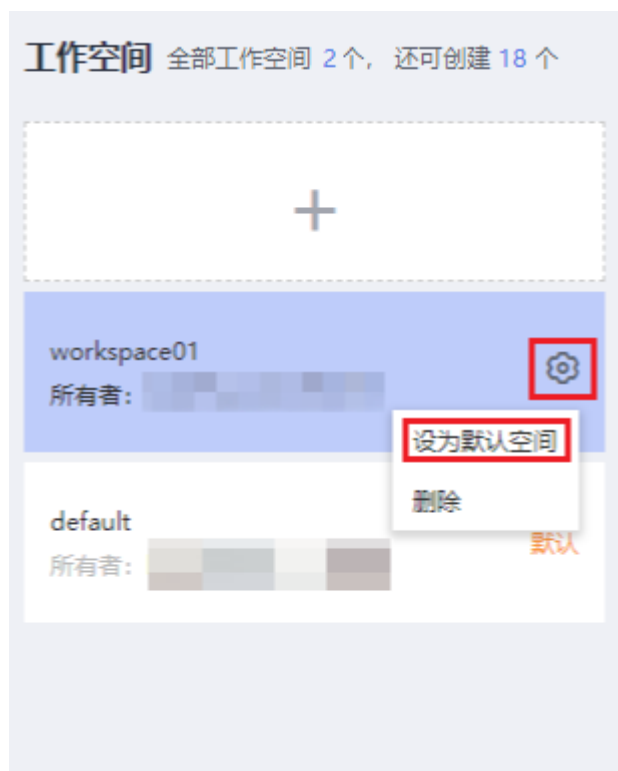 工作空间 全部工作空间 2 个, 还可创建 18 个
workspace01
所有者:
设为默认空间
删除
default
默认
所有者: